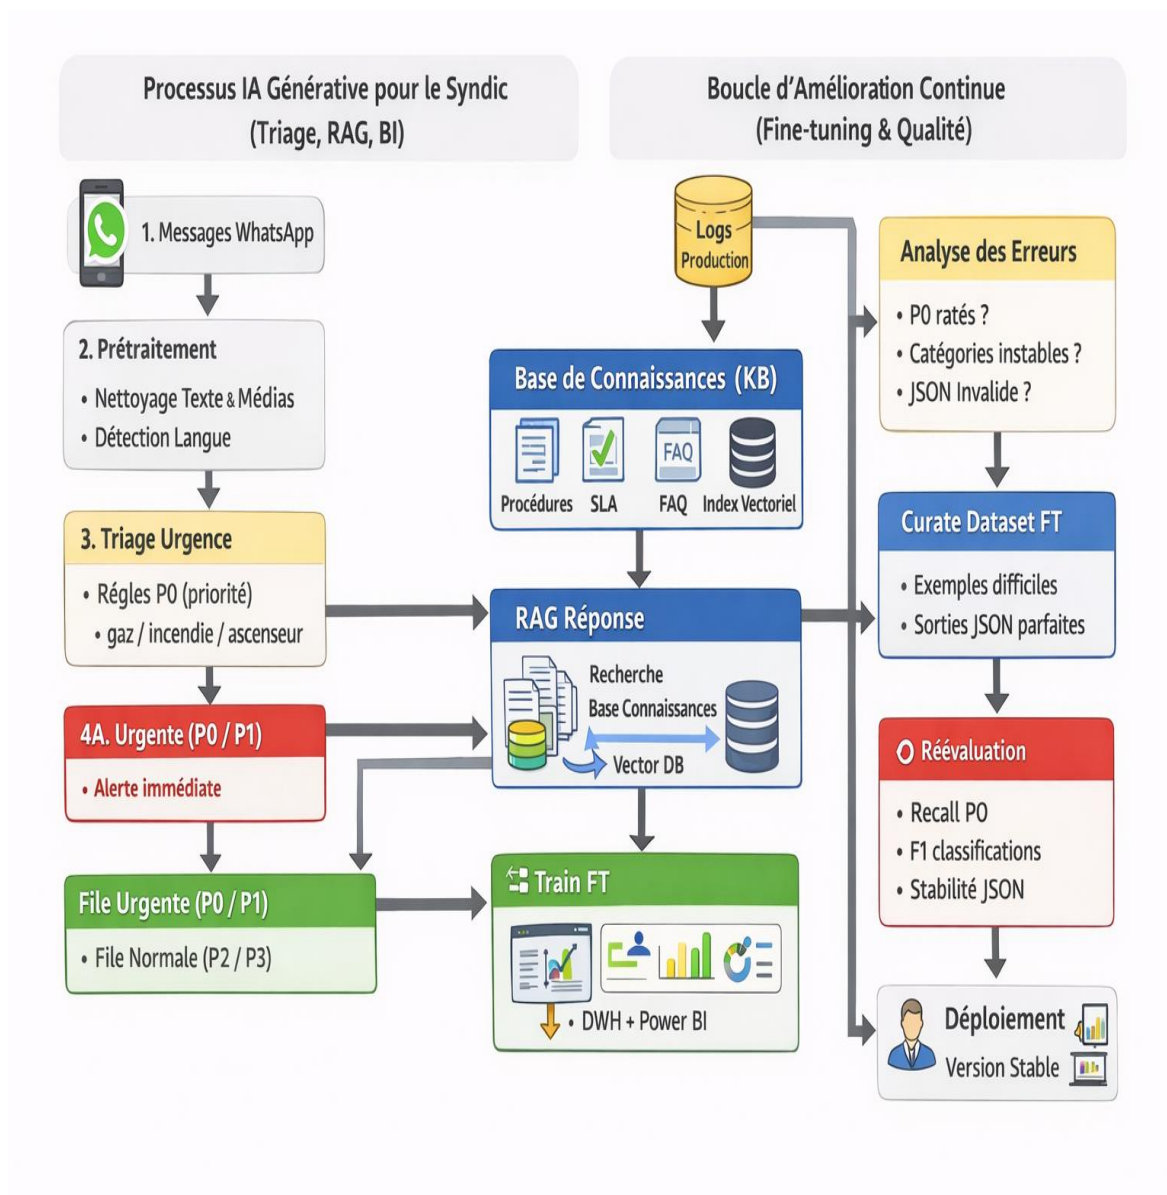 Processus IA Générative pour le Syndic
(Triage, RAG, BI)
1. Messages WhatsApp
2. Prétraitement
• Nettoyage Texte & Médias
• Détection Langue
3. Triage Urgence
• Régles P0 (priorité)
• gaz / incendie / ascenseur
4A. Urgente (P0 / P1)
• Alerte immédiate
File Urgente (P0 / P1)
• File Normale (P2 / P3)
Boucle d’Amélioration Continue
(Fine-tuning & Qualité)
Logs
Production
Base de Connaissances (KB)
Procédures
SLA
FAQ
FAQ
Index Vectoriel
RAG Réponse
Recherche
Base Connaissances
Vector DB
Train FT
• DWH + Power BI
Analyse des Erreurs
• P0 ratés ?
• Catégories instables ?
• JSON Invalide ?
Curate Dataset FT
• Exemples difficiles
• Sorties JSON parfaites
Réévaluation
• Recall P0
• F1 classifications
• Stabilité JSON
Déploiement
Version Stable